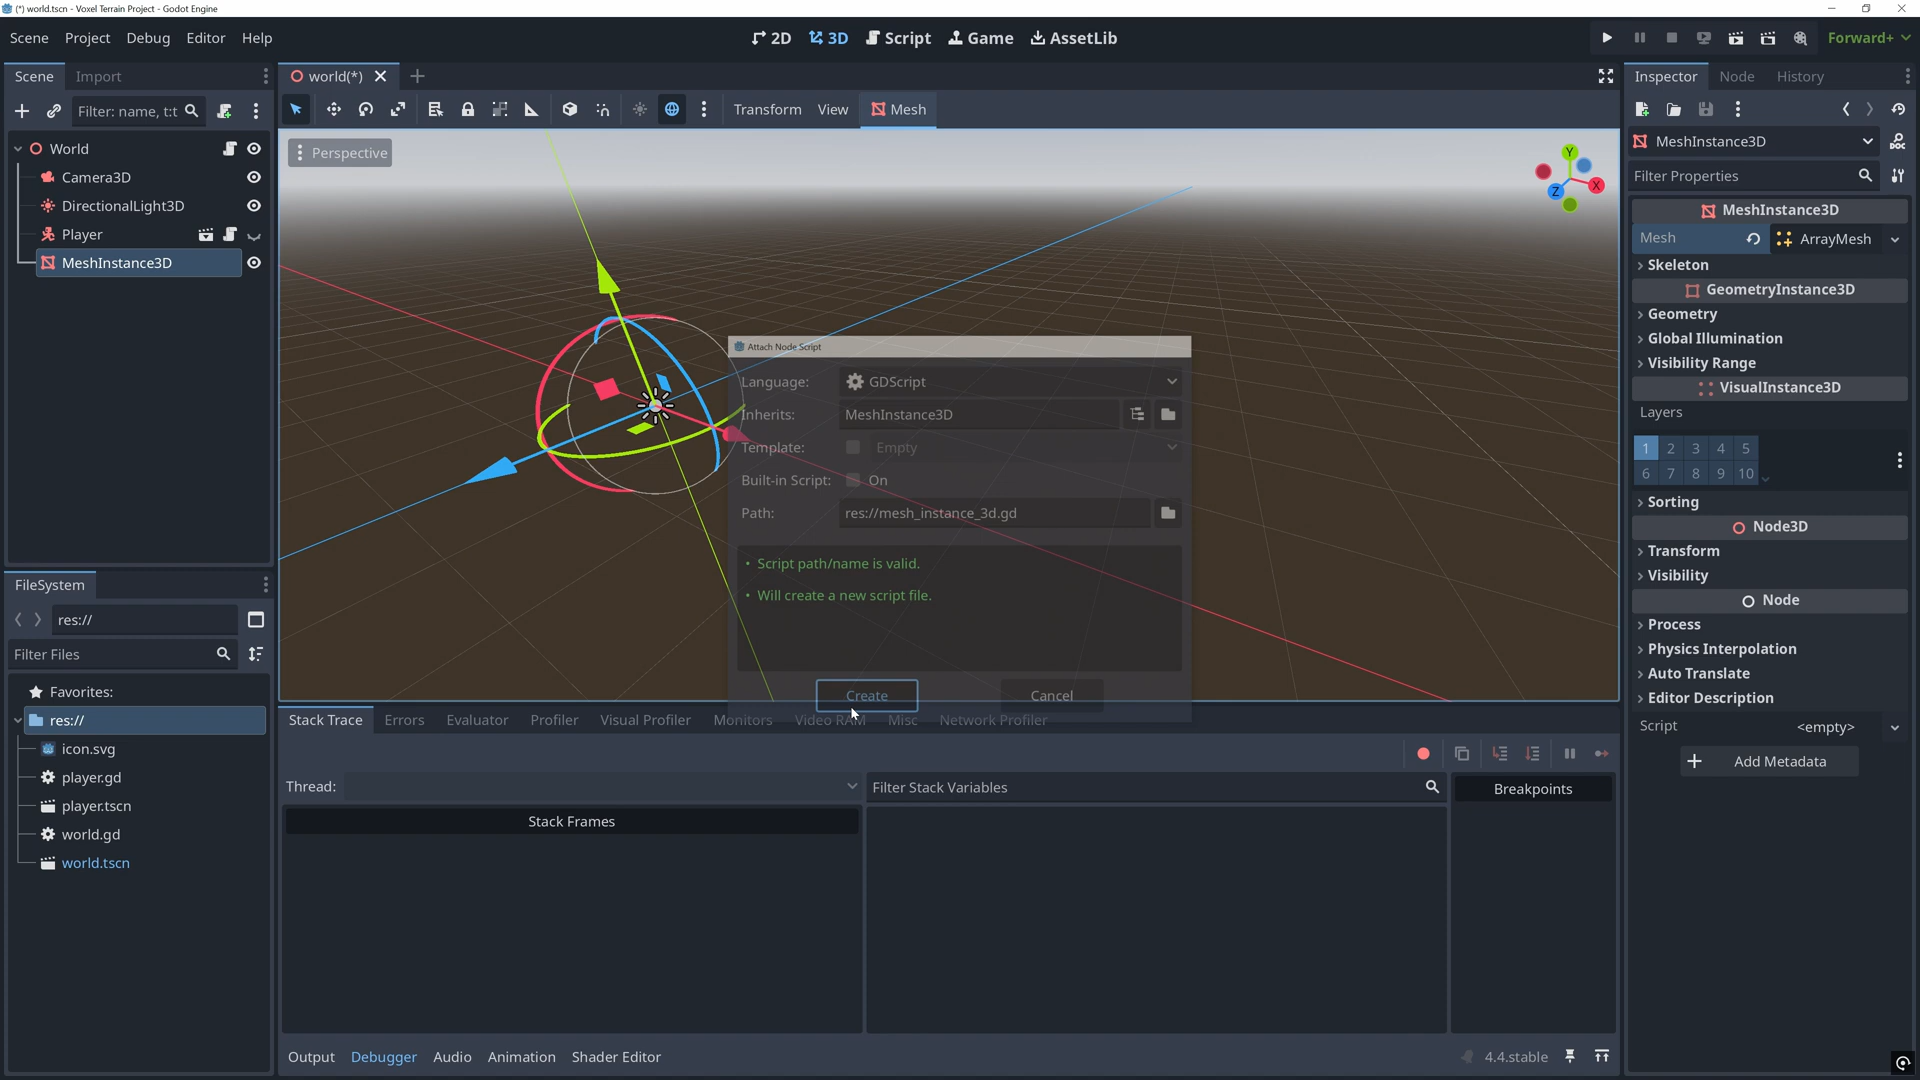 (*) world.tscn - Voxel Terrain Project - Godot Engine
Scene Project Debug Editor Help
2D 3D Script Game AssetLib
Forward+
Scene Import
world(*)
Inspector Node History
Filter: name, t:t
Transform View Mesh
World
Camera3D
DirectionalLight3D
Player
MeshInstance3D
Perspective
Y
X
Z
Attach Node Script
Language: GDScript
Inherits: MeshInstance3D
Template: Empty
Built-in Script: On
Path: res://mesh_instance_3d.gd
• Script path/name is valid.
• Will create a new script file.
Create Cancel
MeshInstance3D
DOC
Filter Properties
MeshInstance3D
Mesh ArrayMesh
Skeleton
GeometryInstance3D
Geometry
Global Illumination
Visibility Range
VisualInstance3D
Layers
1 2 3 4 5
6 7 8 9 10
Sorting
Node3D
Transform
Visibility
Node
Process
Physics Interpolation
Auto Translate
Editor Description
Script <empty>
Add Metadata
FileSystem
res://
Filter Files
Favorites:
res://
icon.svg
player.gd
player.tscn
world.gd
world.tscn
Stack Trace Errors Evaluator Profiler Visual Profiler Monitors Video RAM Misc Network Profiler
Thread:
Filter Stack Variables
Breakpoints
Stack Frames
Output Debugger Audio Animation Shader Editor
4.4.stable